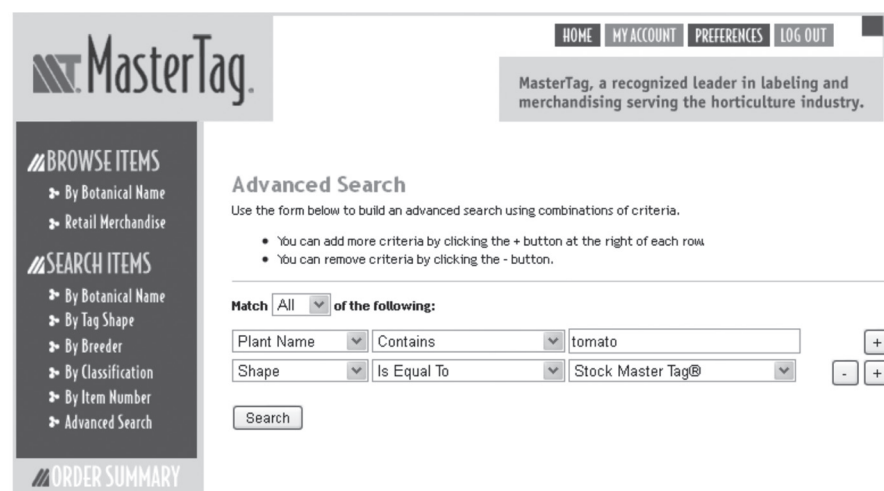 MT. MasterTag.
HOME MY ACCOUNT PREFERENCES LOG OUT
MasterTag, a recognized leader in labeling and
merchandising serving the horticulture industry.
BROWSE ITEMS
By Botanical Name
Retail Merchandise
SEARCH ITEMS
By Botanical Name
By Tag Shape
By Breeder
By Classification
By Item Number
Advanced Search
ORDER SUMMARY
Advanced Search
Use the form below to build an advanced search using combinations of criteria.
• You can add more criteria by clicking the + button at the right of each row.
• You can remove criteria by clicking the - button.
Match All of the following:
Plant Name Contains tomato +
Shape Is Equal To Stock Master Tag® - +
Search